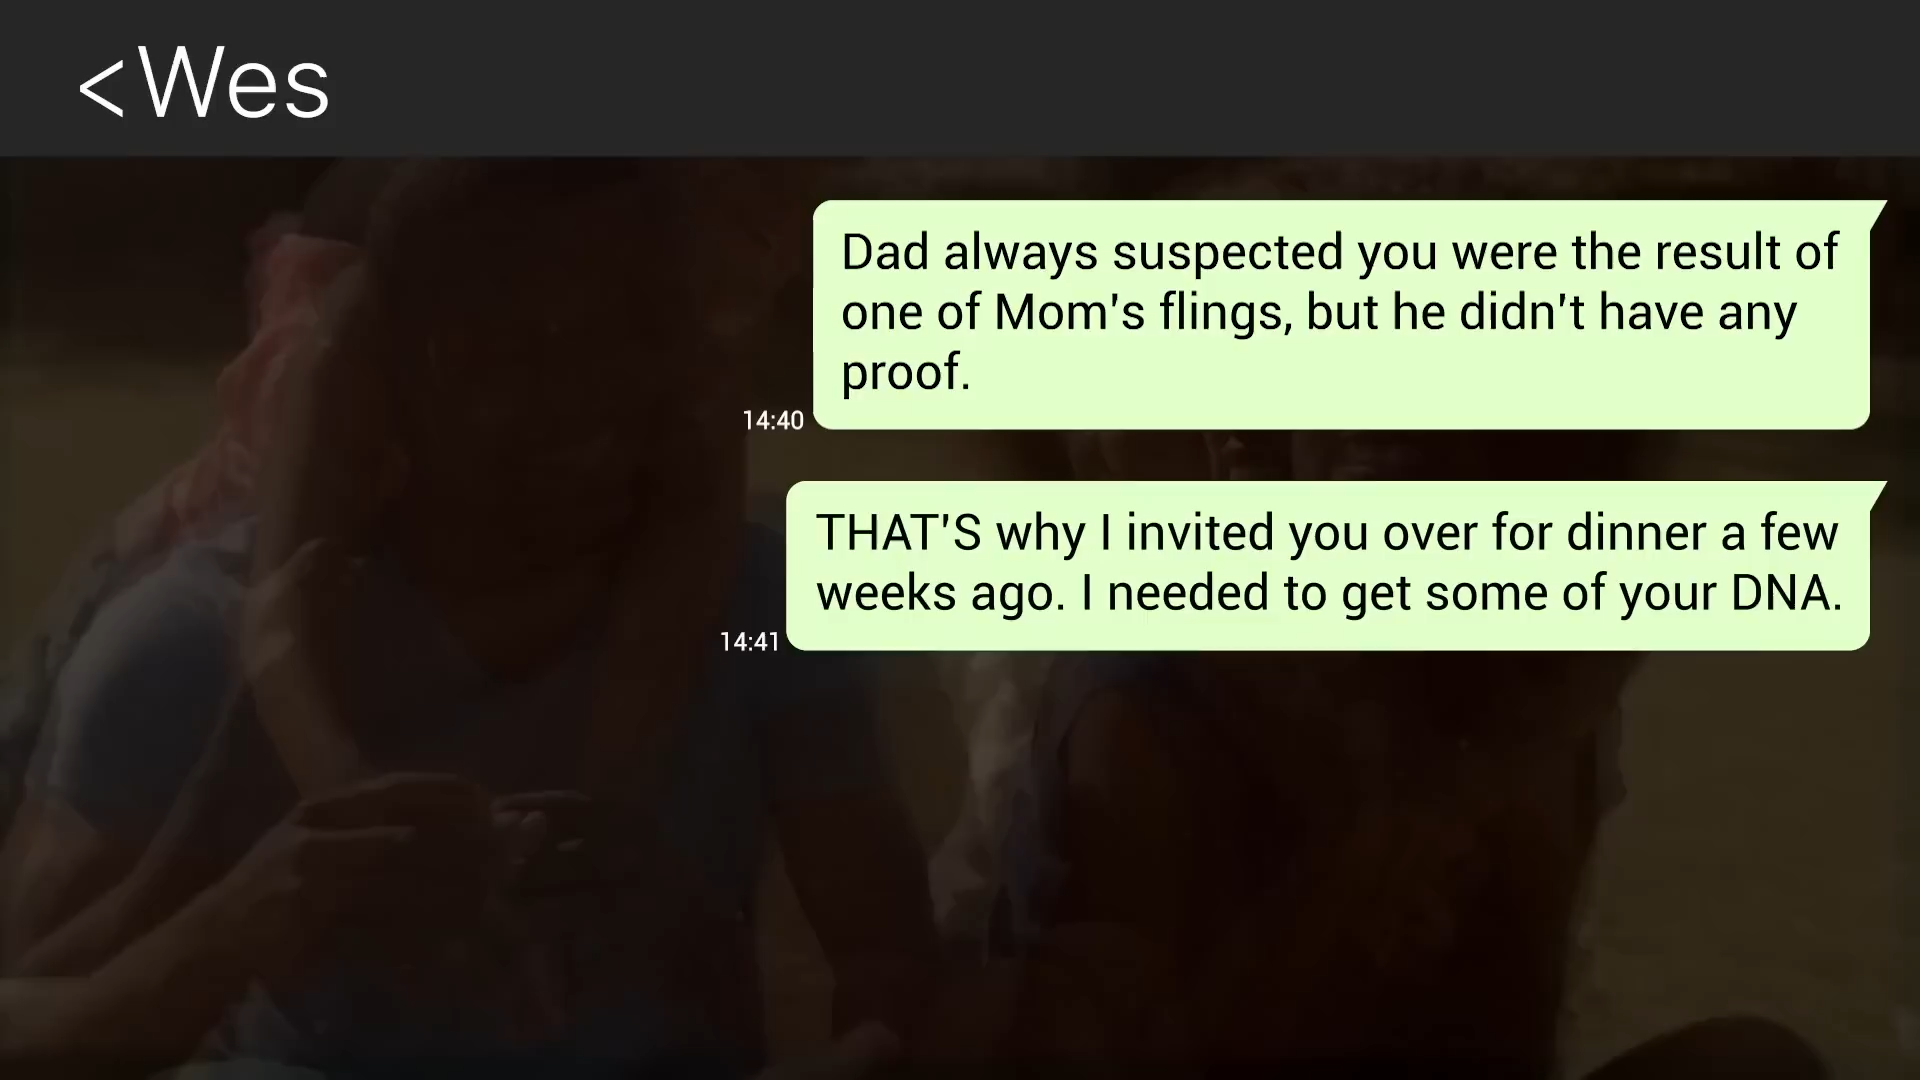 <Wes
Dad always suspected you were the result of
one of Mom's flings, but he didn't have any
proof.
14:40
THAT'S why I invited you over for dinner a few
weeks ago. I needed to get some of your DNA.
14:41